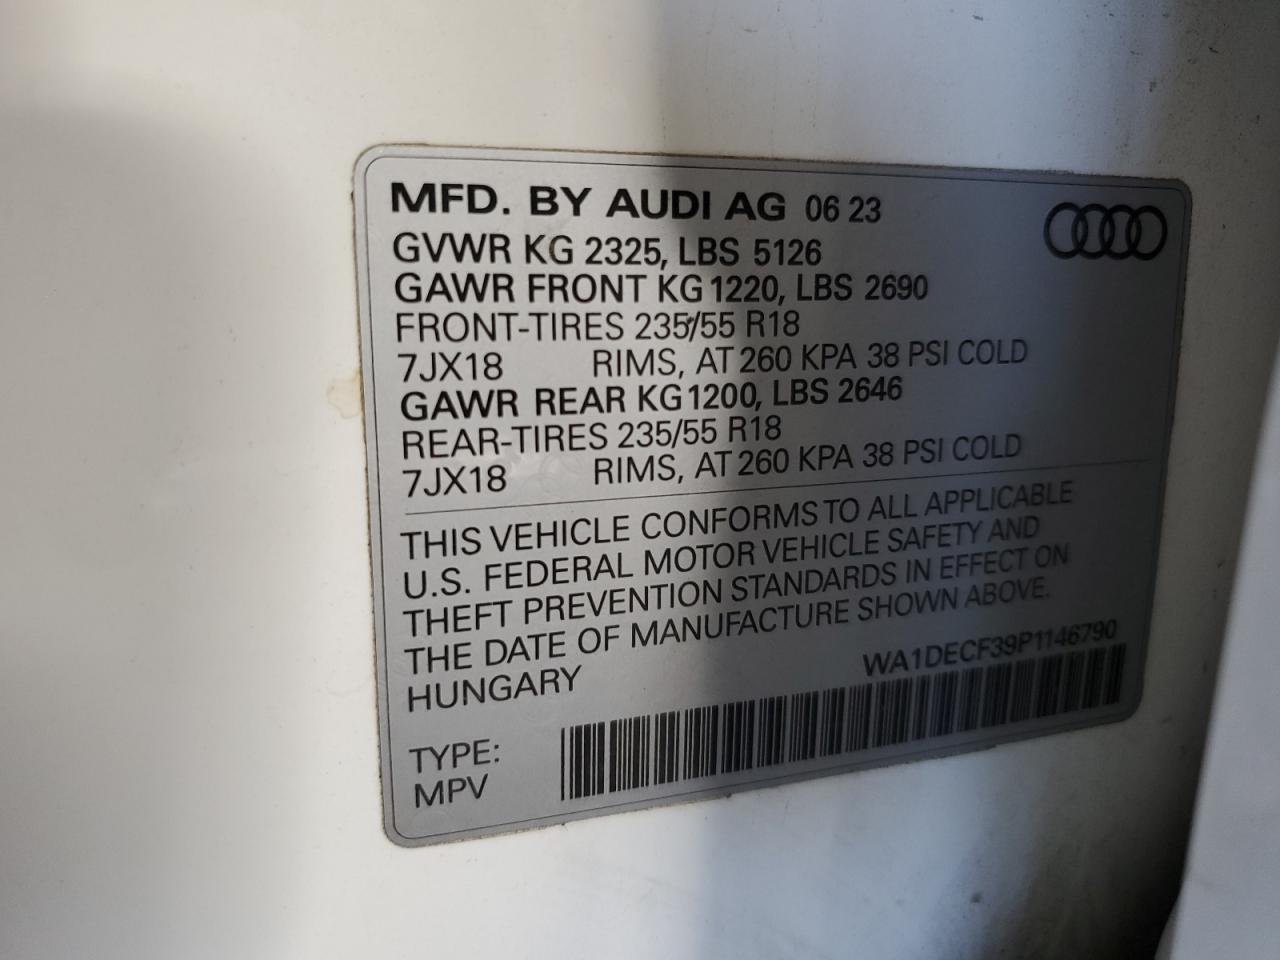 MFD. BY AUDI AG 06 23
GVWR KG 2325, LBS 5126
GAWR FRONT KG 1220, LBS 2690
FRONT-TIRES 235/55 R18
7JX18 RIMS, AT 260 KPA 38 PSI COLD
GAWR REAR KG 1200, LBS 2646
REAR-TIRES 235/55 R18
7JX18 RIMS, AT 260 KPA 38 PSI COLD
THIS VEHICLE CONFORMS TO ALL APPLICABLE
U.S. FEDERAL MOTOR VEHICLE SAFETY AND
THEFT PREVENTION STANDARDS IN EFFECT ON
THE DATE OF MANUFACTURE SHOWN ABOVE.
HUNGARY
WA1DECF39P1146790
TYPE:
MPV